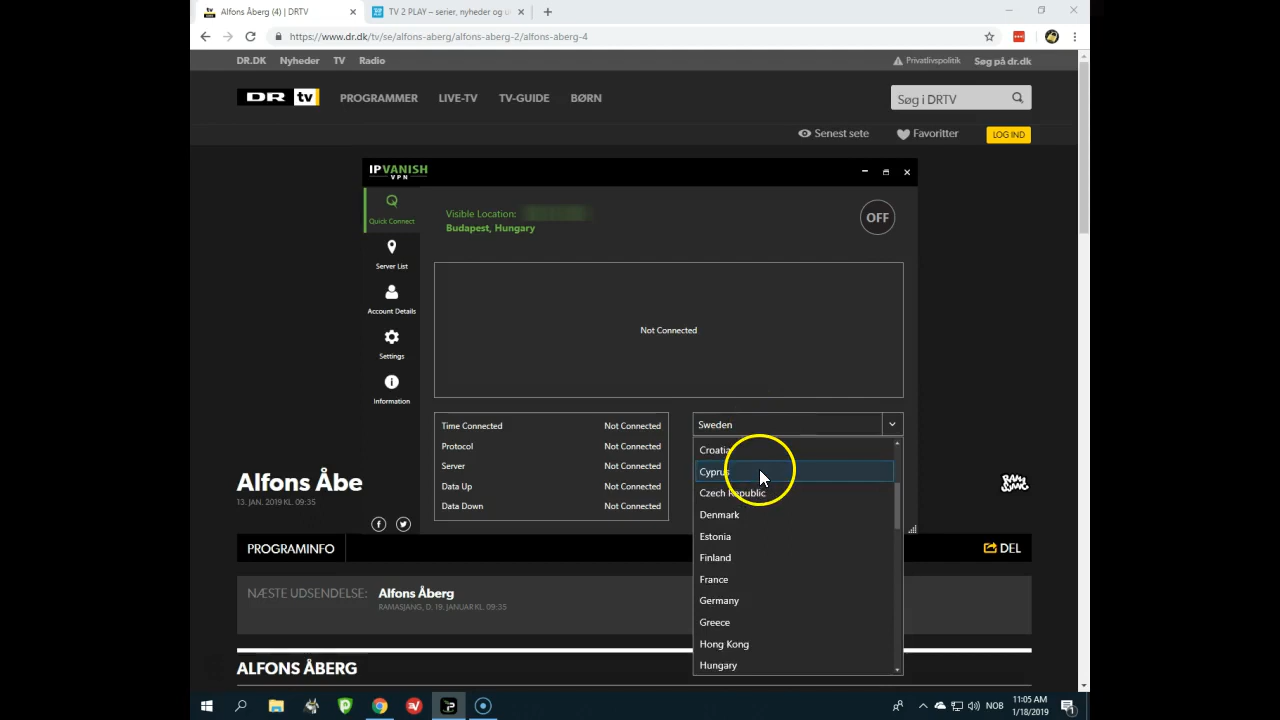 Alfons Åberg (4) | DRTV
TV 2 PLAY – serier, nyheder og
https://www.dr.dk/tv/se/alfons-aberg/alfons-aberg-2/alfons-aberg-4
DR.DK Nyheder TV Radio
Privatlivspolitik Søg på dr.dk
DR tv PROGRAMMER LIVE-TV TV-GUIDE BØRN
Søg i DRTV
Senest sete Favoritter LOG IND
IPVANISH
VPN
Quick Connect
Visible Location:
Budapest, Hungary
OFF
Server List
Account Details
Settings
Information
Not Connected
Time Connected Not Connected
Protocol Not Connected
Server Not Connected
Data Up Not Connected
Data Down Not Connected
Sweden
Croatia
Cyprus
Czech Republic
Denmark
Estonia
Finland
France
Germany
Greece
Hong Kong
Hungary
Alfons Åbe
13. JAN. 2019 KL. 09:35
RAMASJANG
PROGRAMINFO
DEL
NÆSTE UDSENDELSE: Alfons Åberg
RAMASJANG, D. 19. JANUAR KL. 09:35
ALFONS ÅBERG
NOB
11:05 AM
1/18/2019
1